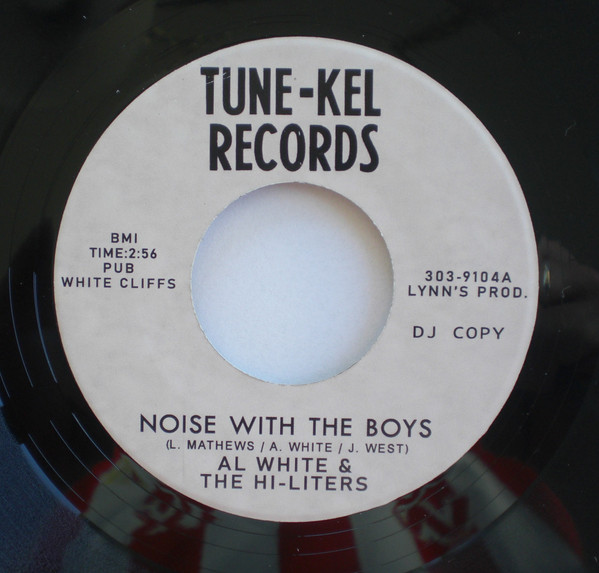 TUNE-KEL
RECORDS
BMI
TIME:2:56
PUB
WHITE CLIFFS
303-9104A
LYNN'S PROD.
DJ COPY
NOISE WITH THE BOYS
(L. MATHEWS / A. WHITE / J. WEST)
AL WHITE &
THE HI-LITERS